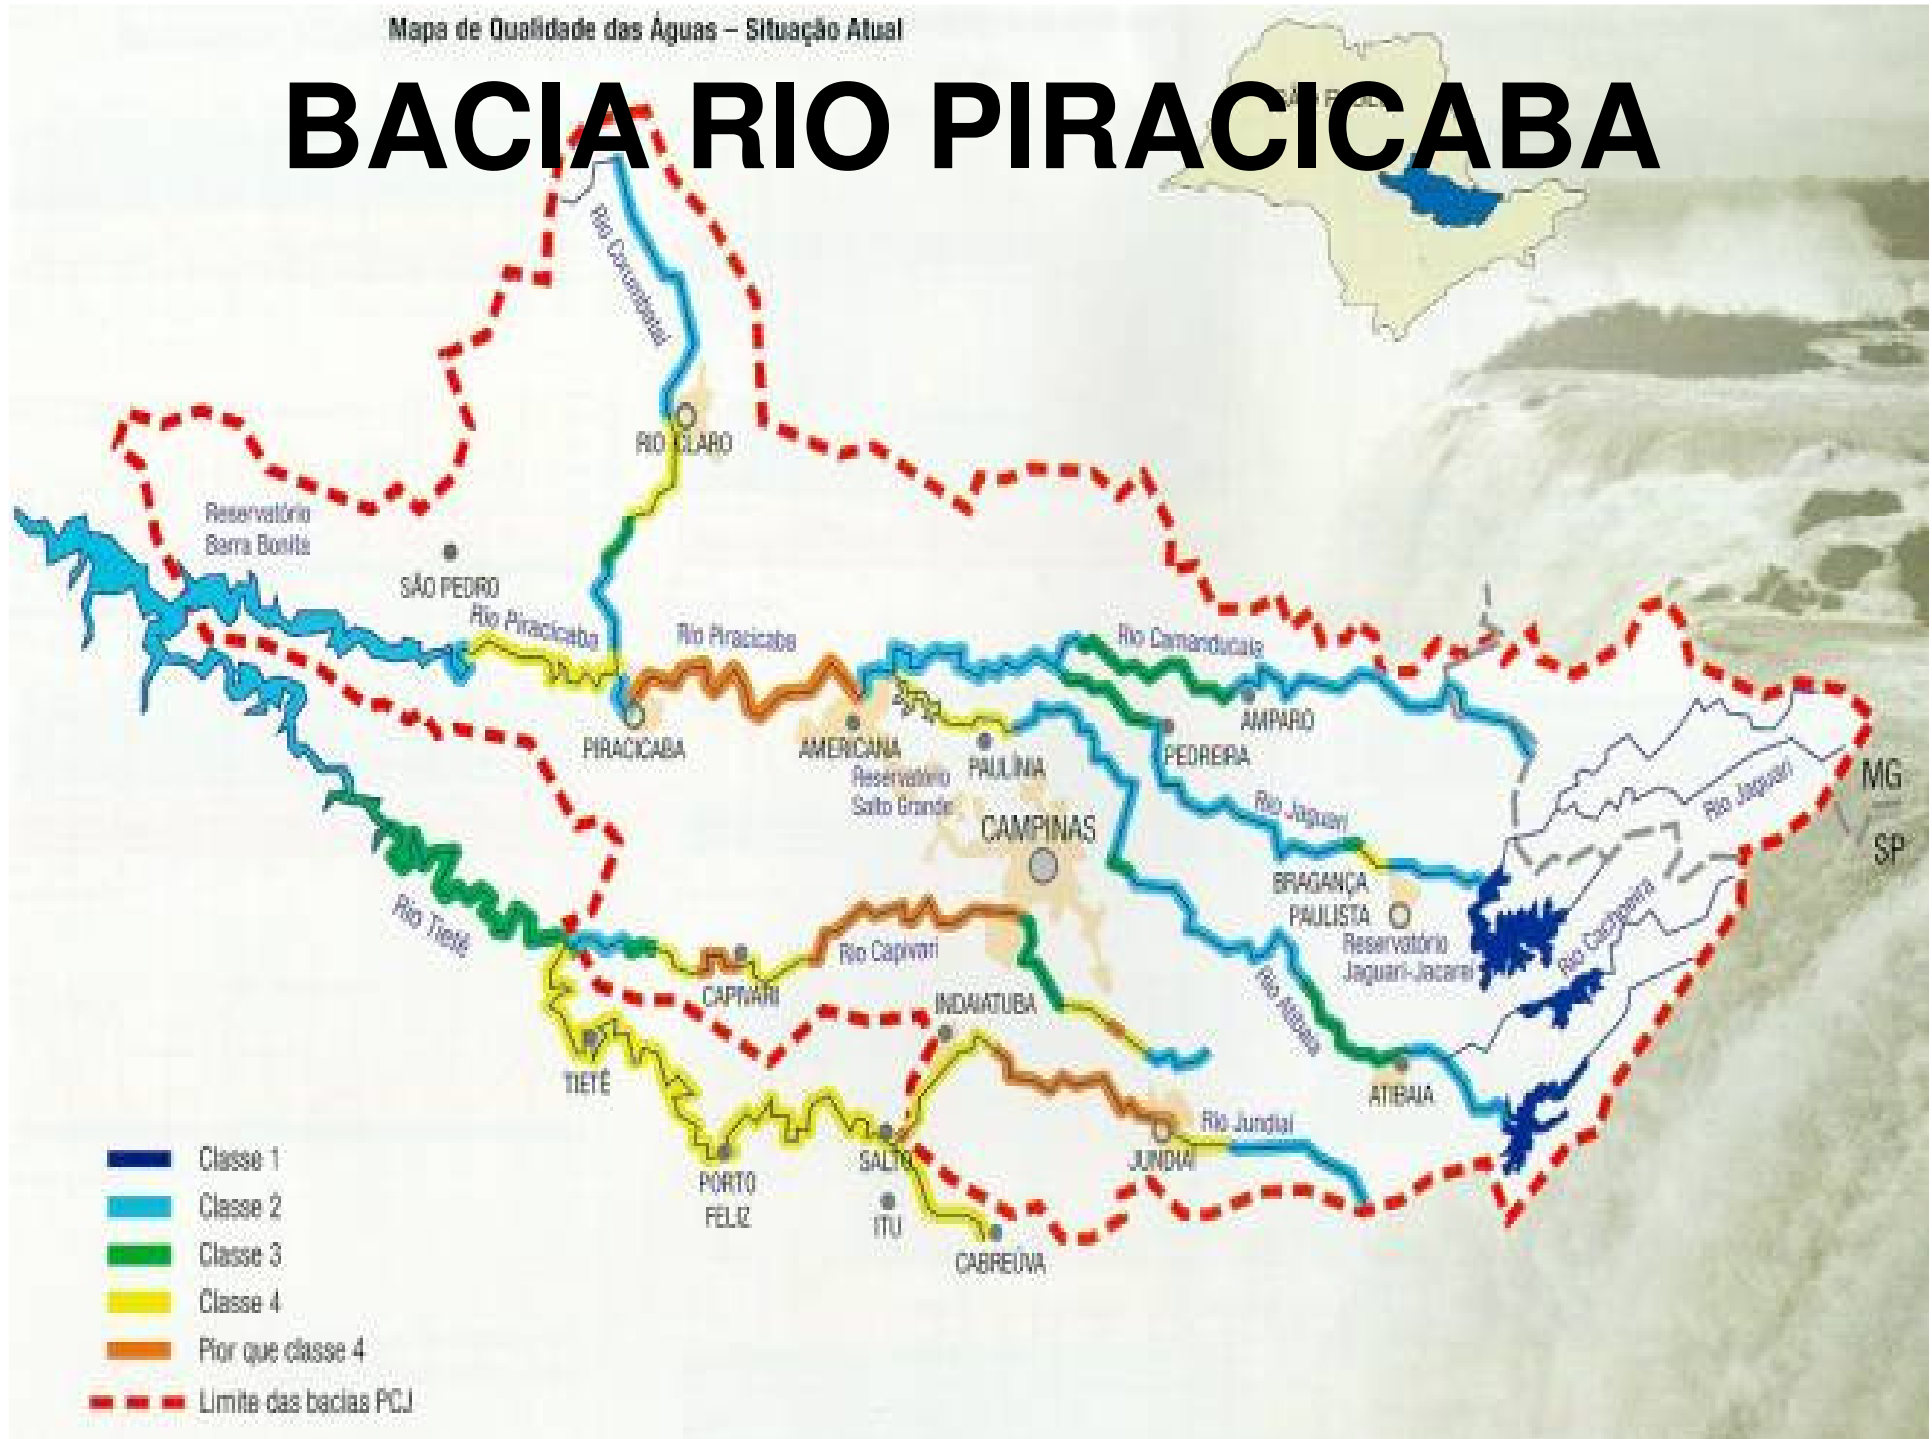 Mapa de Qualidade das Águas – Situação Atual
BACIA RIO PIRACICABA
Rio Corumbataí
RIO CLARO
Reservatório
Barra Bonita
SÃO PEDRO
Rio Piracicaba
Rio Piracicaba
Rio Camanducaia
AMPARO
PIRACICABA
AMERICANA
PAULÍNIA
PEDREIRA
Reservatório
Salto Grande
CAMPINAS
Rio Jaguari
Rio Jaguari
MG
SP
BRAGANÇA
PAULISTA
Reservatório
Jaguari-Jacareí
Rio Cachoeira
Rio Tietê
Rio Capivari
CAPIVARI
INDAIATUBA
Rio Atibaia
TIETÊ
ATIBAIA
Rio Jundiaí
JUNDIAÍ
SALTO
PORTO
FELIZ
ITU
CABREÚVA
Classe 1
Classe 2
Classe 3
Classe 4
Pior que classe 4
Limite das bacias PCJ